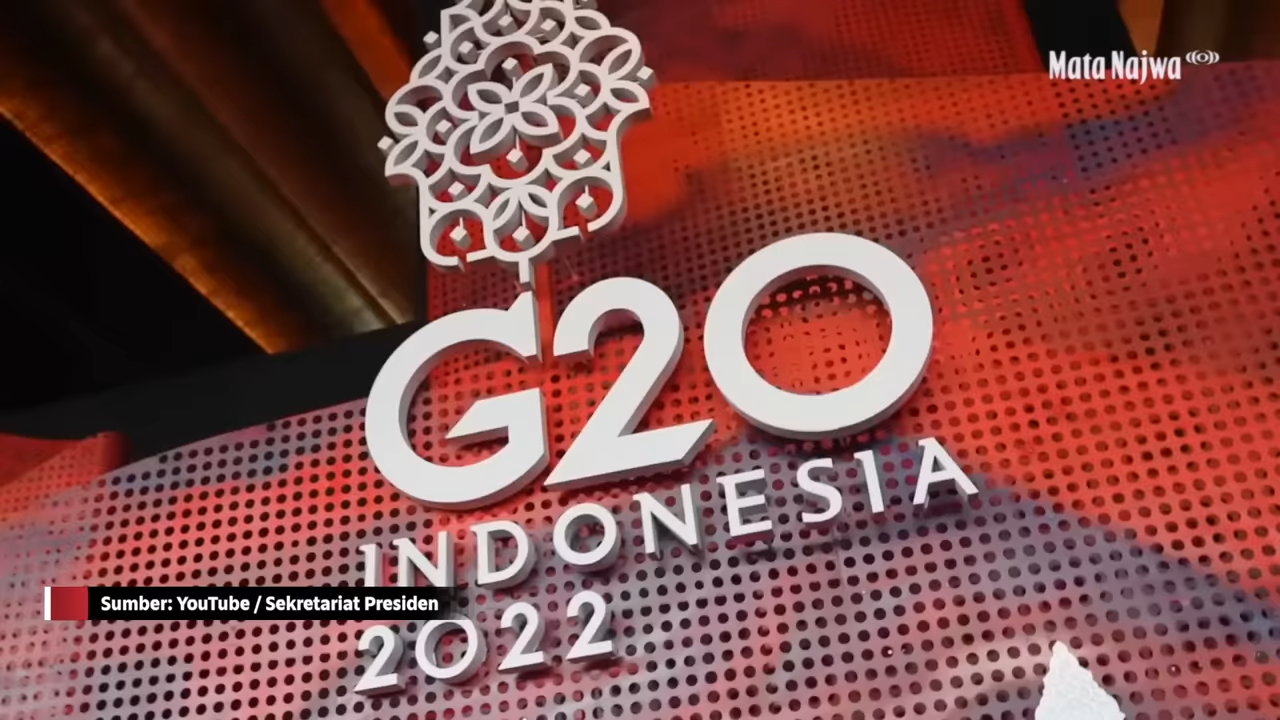 Mata Najwa
G20
INDONESIA
2022
Sumber: YouTube / Sekretariat Presiden